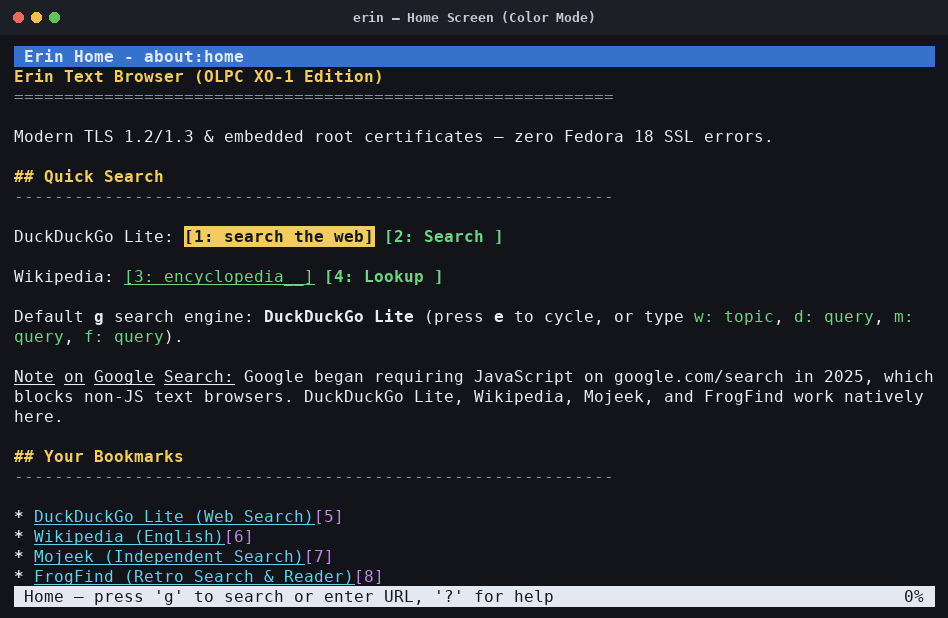 erin — Home Screen (Color Mode)
Erin Home - about:home
Erin Text Browser (OLPC XO-1 Edition)
============================================================
Modern TLS 1.2/1.3 & embedded root certificates — zero Fedora 18 SSL errors.
## Quick Search
------------------------------------------------------------
DuckDuckGo Lite: [1: search the web] [2: Search ]
Wikipedia: [3: encyclopedia__] [4: Lookup ]
Default g search engine: DuckDuckGo Lite (press e to cycle, or type w: topic, d: query, m:
query, f: query).
Note on Google Search: Google began requiring JavaScript on google.com/search in 2025, which
blocks non-JS text browsers. DuckDuckGo Lite, Wikipedia, Mojeek, and FrogFind work natively
here.
## Your Bookmarks
------------------------------------------------------------
* DuckDuckGo Lite (Web Search)[5]
* Wikipedia (English)[6]
* Mojeek (Independent Search)[7]
* FrogFind (Retro Search & Reader)[8]
Home — press 'g' to search or enter URL, '?' for help 0%